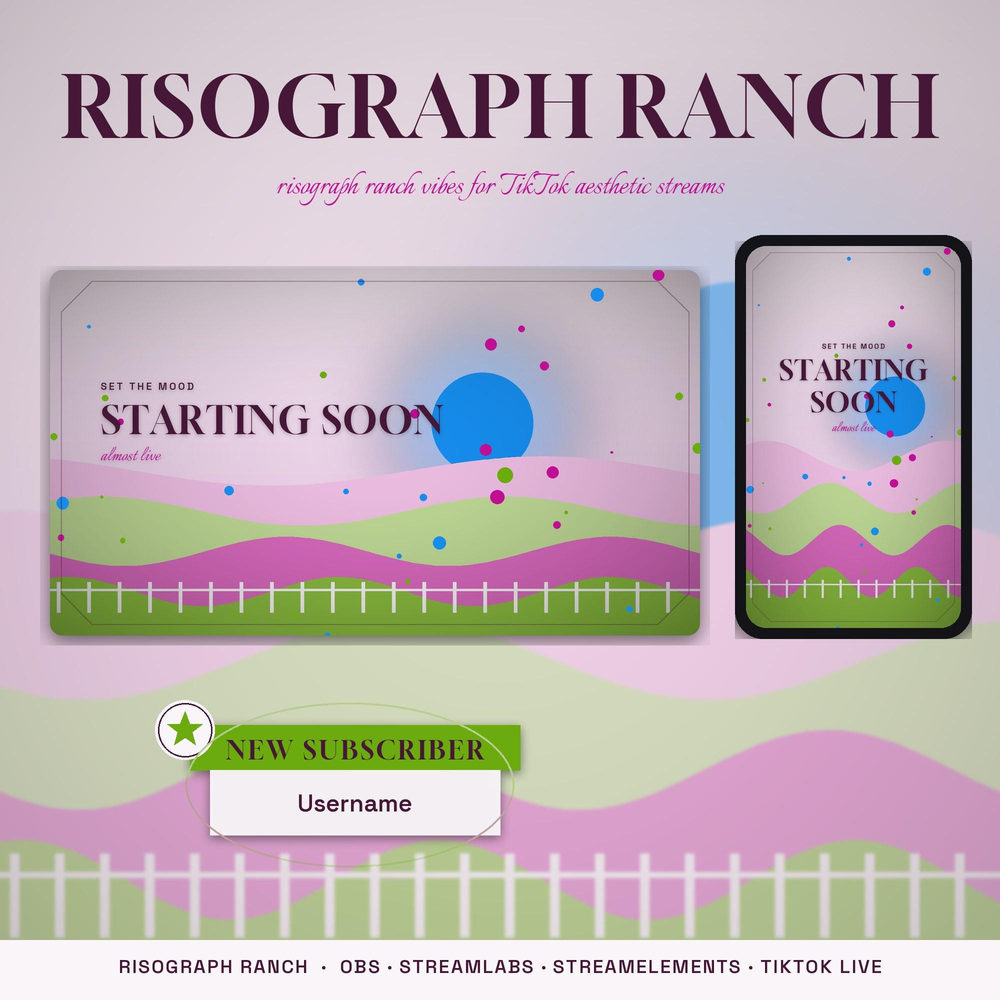 RISOGRAPH RANCH
risograph ranch vibes for TikTok aesthetic streams
SET THE MOOD
STARTING SOON
almost live
SET THE MOOD
STARTING
SOON
almost live
NEW SUBSCRIBER
Username
RISOGRAPH RANCH · OBS · STREAMLABS · STREAMELEMENTS · TIKTOK LIVE